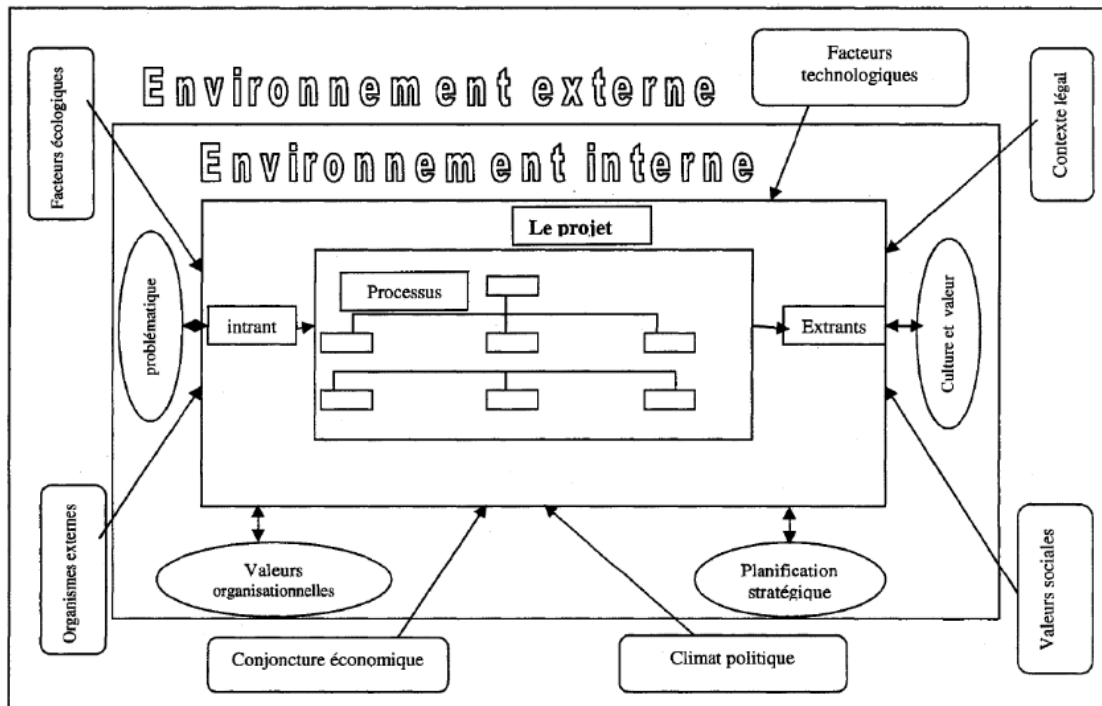 Facteurs
technologiques
Environnement externe
Facteurs écologiques
Contexte légal
Environnement interne
Le projet
Processus
problématique
intrant
Extrants
Culture et valeur
Organismes externes
Valeurs
organisationnelles
Planification
stratégique
Valeurs sociales
Conjoncture économique
Climat politique